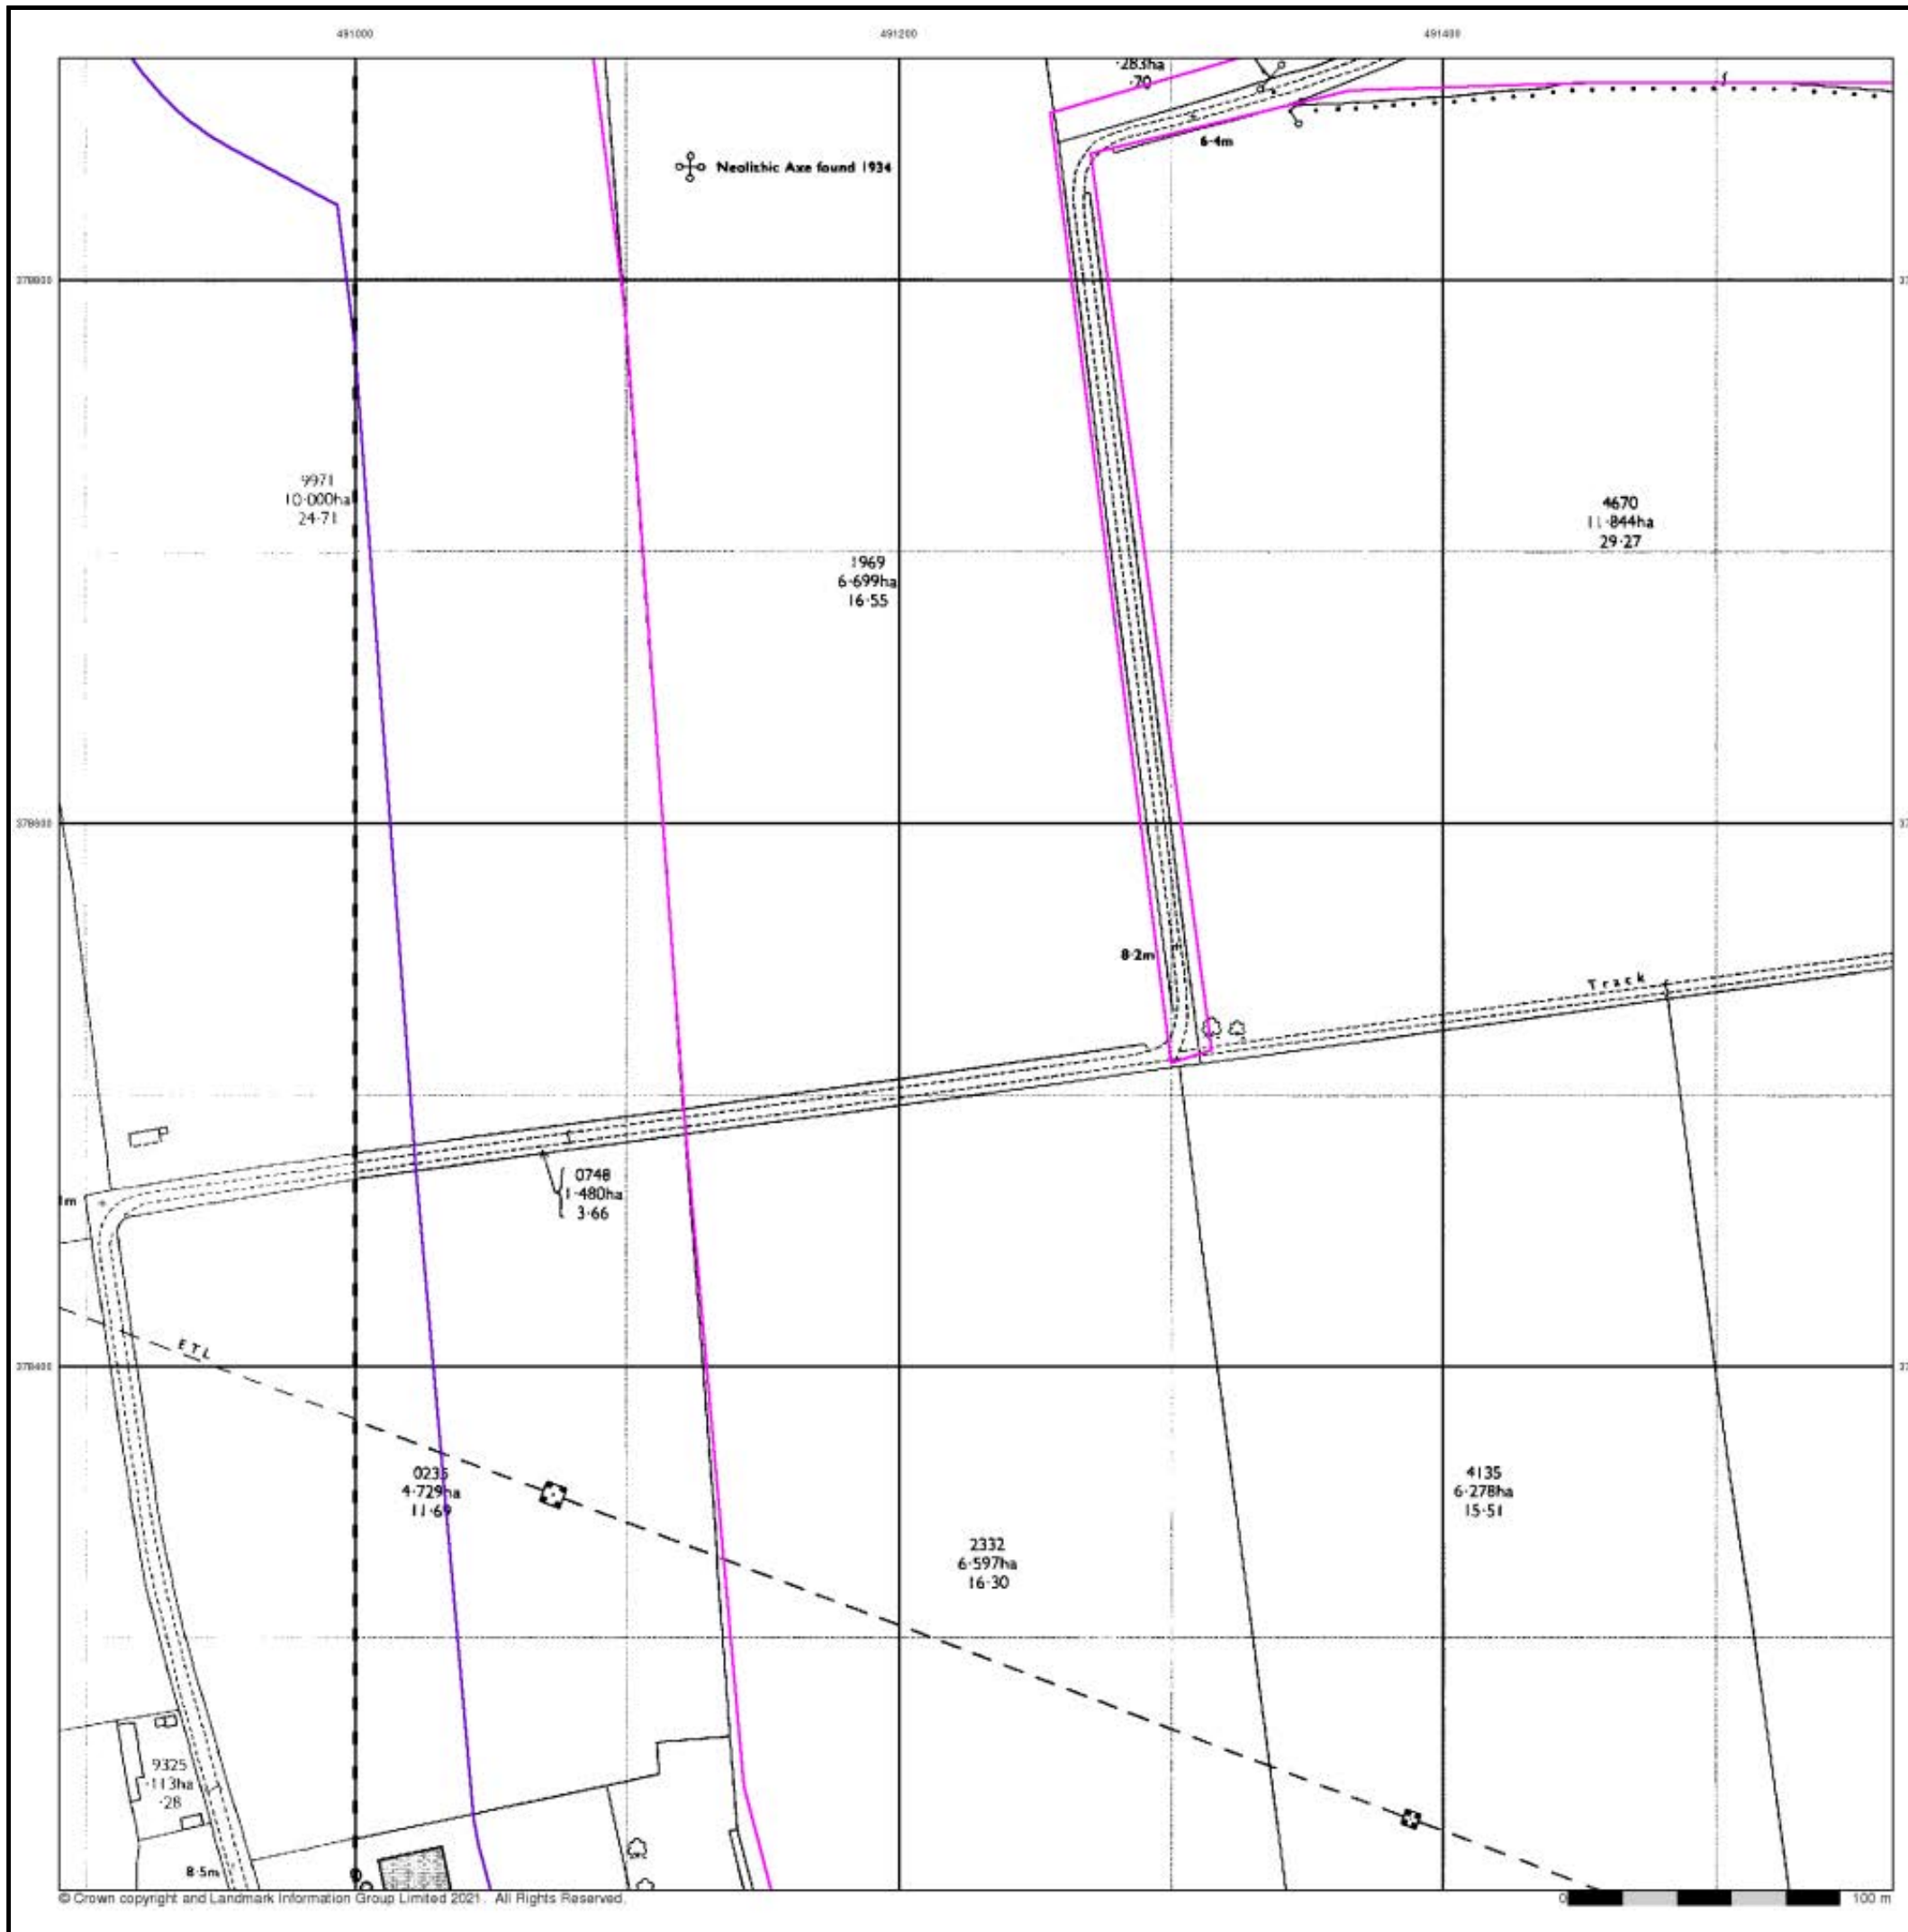 491000
491200
491400
·283ha
·70
6·4m
Neolithic Axe found 1934
9971
10·000ha
24·71
4670
11·844ha
29·27
1969
6·699ha
16·55
8·2m
Track
0748
1·480ha
3·66
ETL
0235
4·729ha
11·69
4135
6·278ha
15·51
2332
6·597ha
16·30
9325
·113ha
·28
8·5m
© Crown copyright and Landmark Information Group Limited 2021. All Rights Reserved.
0
100 m